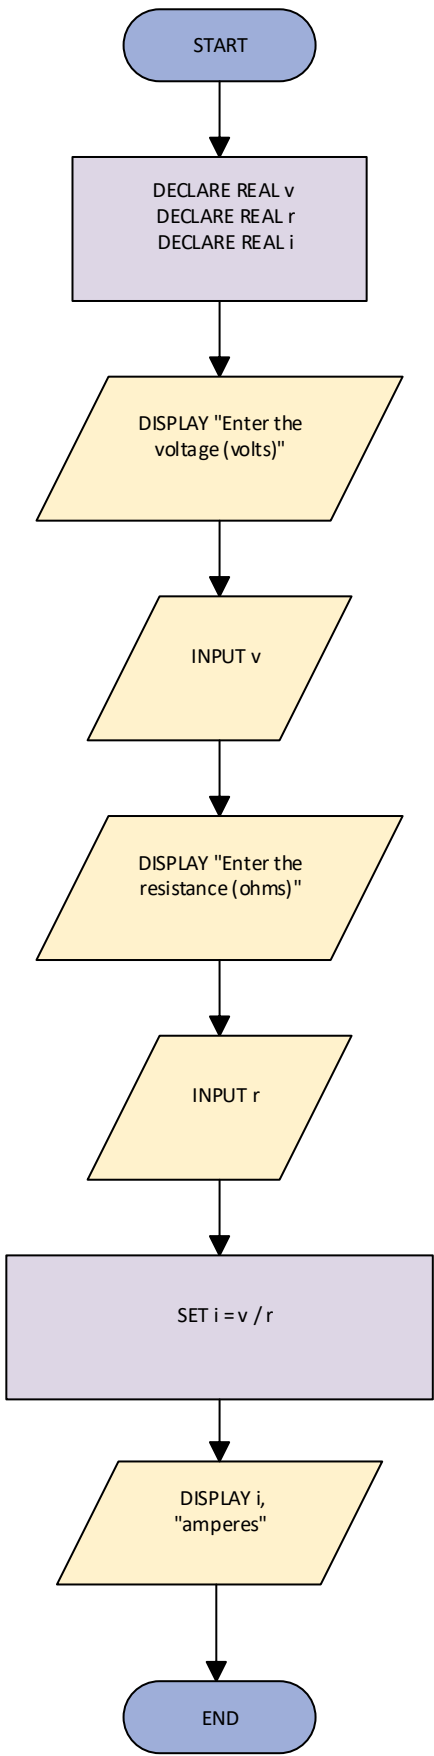 START
DECLARE REAL v
DECLARE REAL r
DECLARE REAL i
DISPLAY "Enter the
voltage (volts)"
INPUT v
DISPLAY "Enter the
resistance (ohms)"
INPUT r
SET i = v / r
DISPLAY i,
"amperes"
END